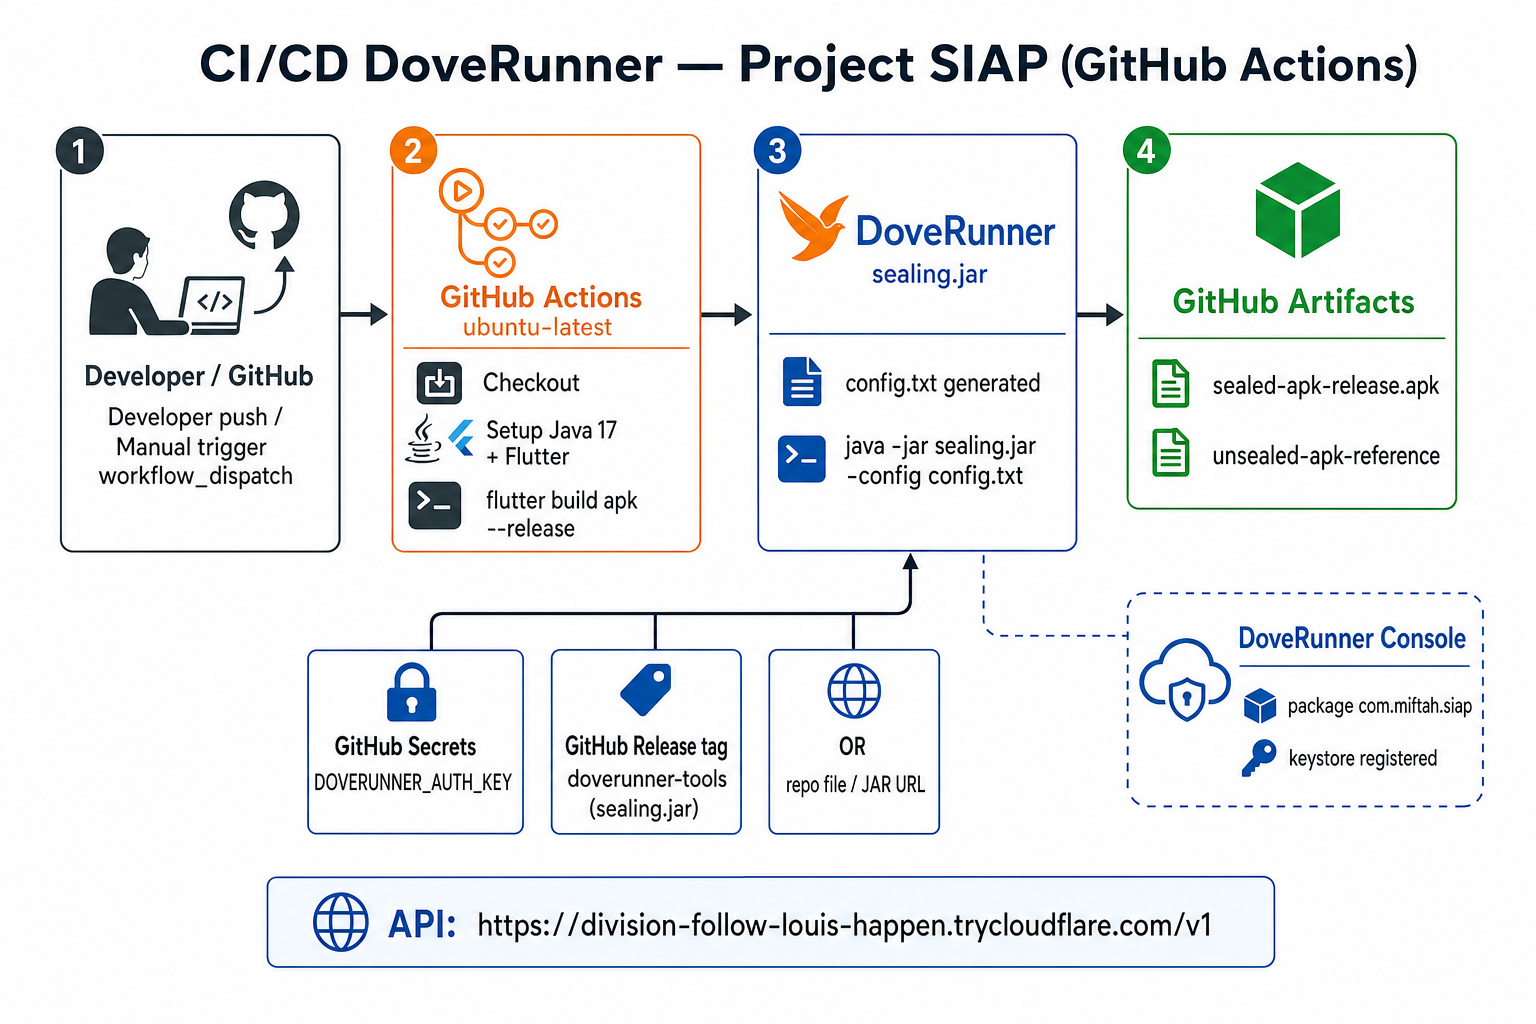 CI/CD DoveRunner — Project SIAP (GitHub Actions)
1
Developer / GitHub
Developer push /
Manual trigger
workflow_dispatch
2
GitHub Actions
ubuntu-latest
Checkout
Setup Java 17
+ Flutter
flutter build apk
--release
3
DoveRunner
sealing.jar
config.txt generated
java -jar sealing.jar
-config config.txt
4
GitHub Artifacts
sealed-apk-release.apk
unsealed-apk-reference
GitHub Secrets
DOVERUNNER_AUTH_KEY
GitHub Release tag
doverunner-tools
(sealing.jar)
OR
repo file / JAR URL
DoveRunner Console
package com.miftah.siap
keystore registered
API: https://division-follow-louis-happen.trycloudflare.com/v1